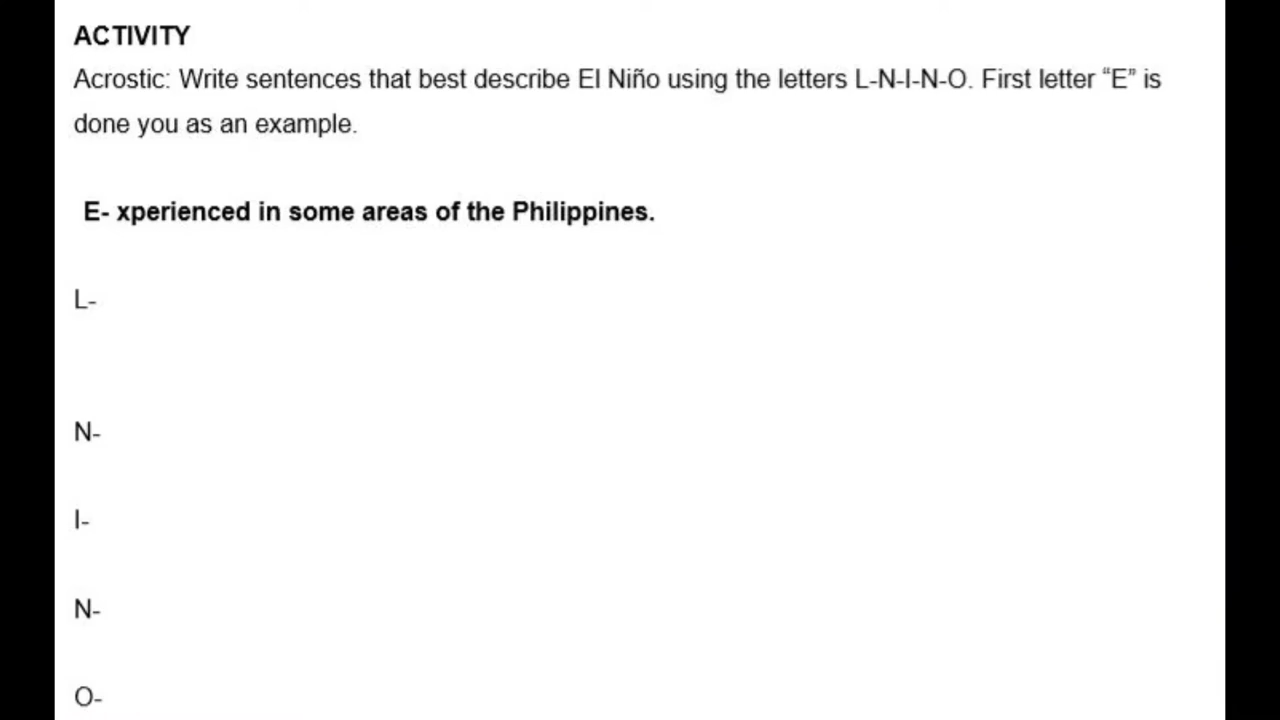 ACTIVITY
Acrostic: Write sentences that best describe El Niño using the letters L-N-I-N-O. First letter “E” is
done you as an example.
E- xperienced in some areas of the Philippines.
L-
N-
I-
N-
O-